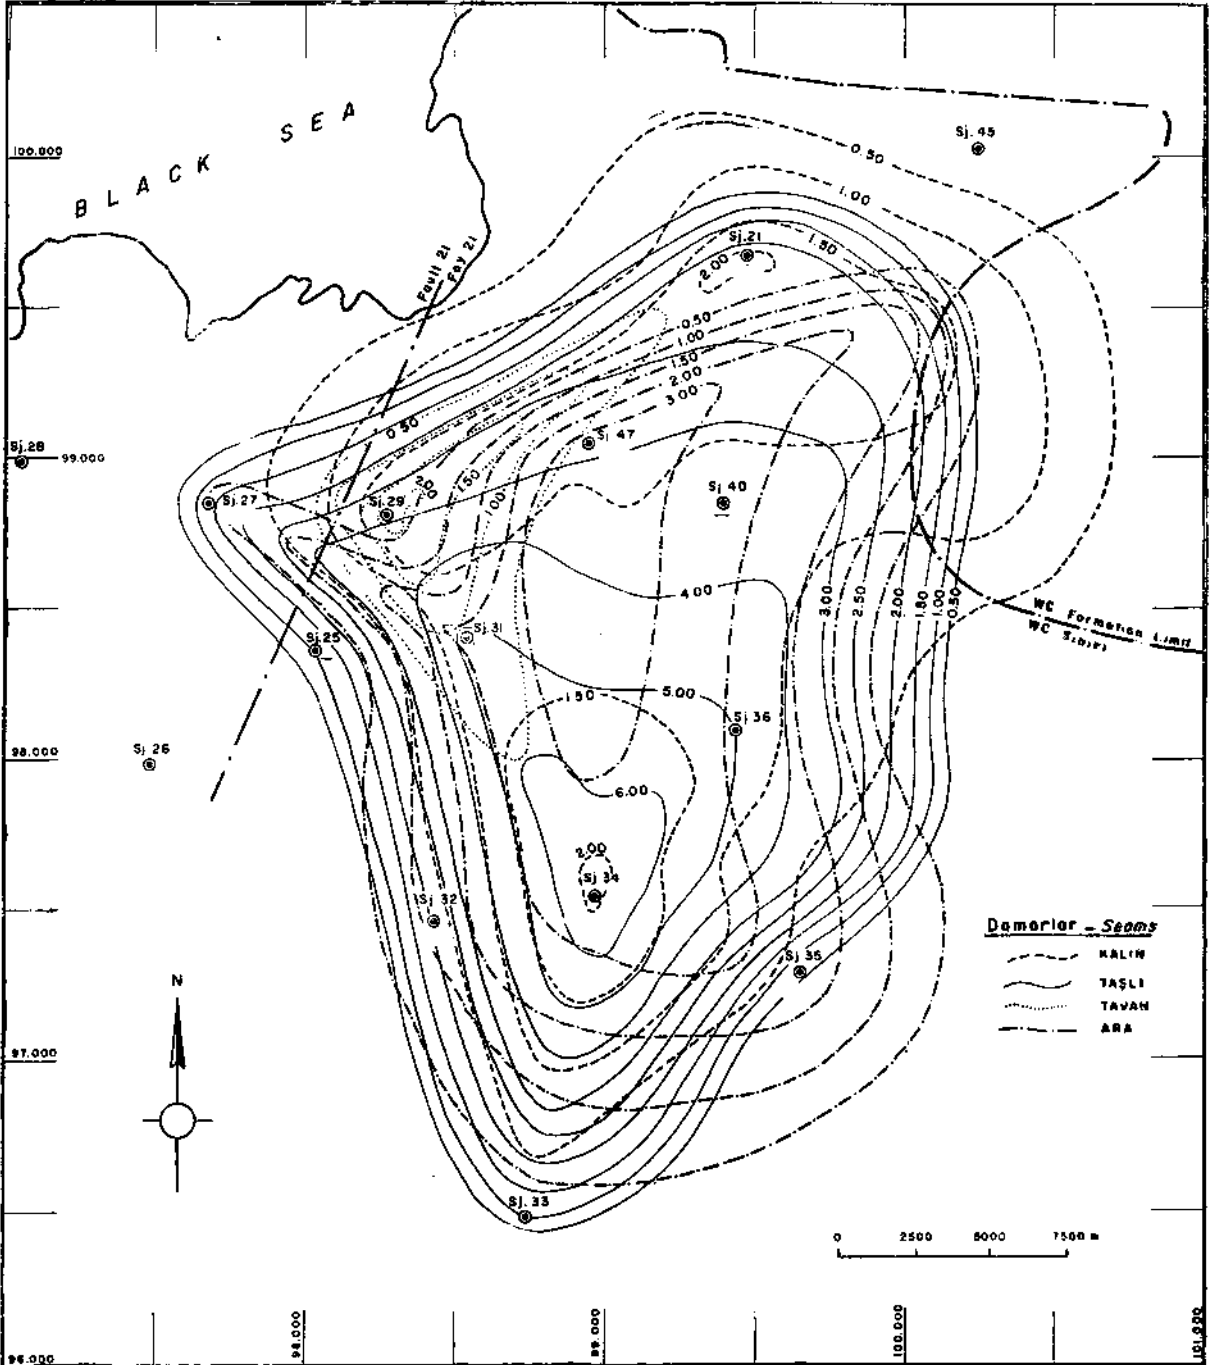 BLACK SEA
Sj. 45
100.000
0.50
1.00
Sj.21
1.50
2.00
Fault 21
Fay 21
0.50
1.00
1.50
2.00
3.00
0.50
Sj 47
Sj.28
99.000
Sj.27
Sj.29
2.00
1.50
1.00
Sj 40
4.00
3.00
2.50
2.00
1.50
1.00
0.50
WC Formation Limit
WC Sınırı
Sj.31
Sj.25
5.00
1.50
Sj 36
Sj 26
98.000
6.00
2.00
Sj 34
Sj 32
Sj 35
Damarlar - Seams
KALIN
TAŞLI
TAVAN
ARA
N
97.000
Sj. 33
0 2500 5000 7500 m
98.000
100.000
101.000
96.000